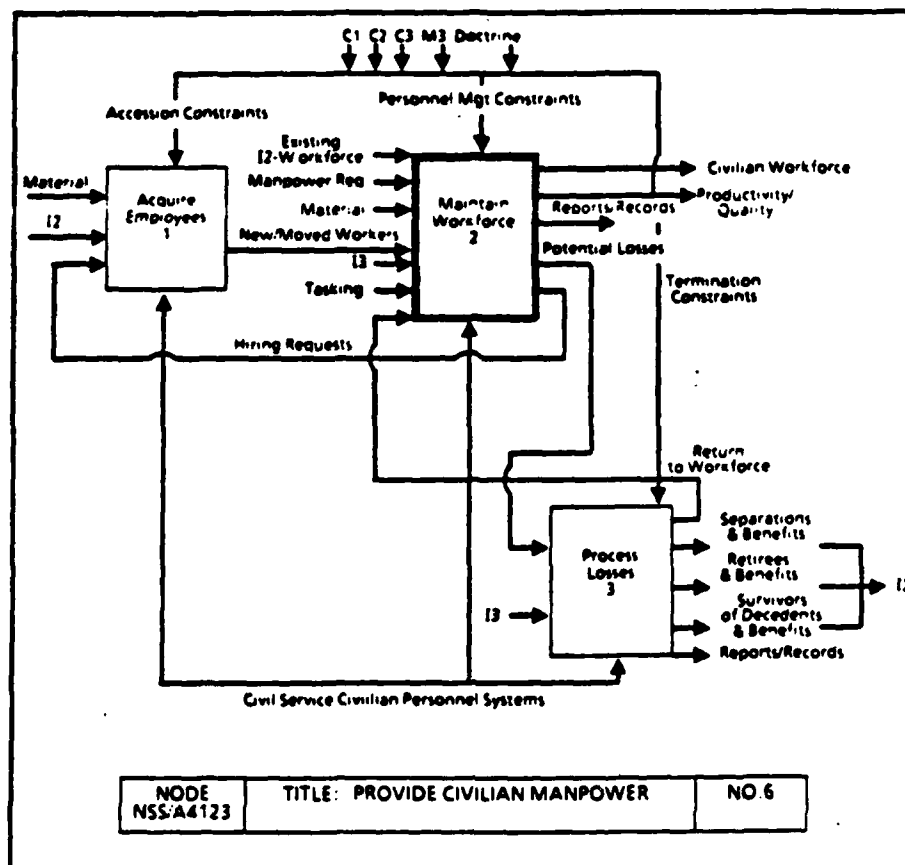 C1 C2 C3 M3 Doctrine
Accession Constraints
Personnel Mgt Constraints
Existing
I2-Workforce
Manpower Req
Material
I3
Tasking
Material
I2
Acquire
Employees
1
New/Moved Workers
Maintain
Workforce
2
Civilian Workforce
Productivity/
Quality
Reports/Records
Potential Losses
Termination
Constraints
Hiring Requests
Return
to Workforce
Process
Losses
3
I3
Separations
& Benefits
Retirees
& Benefits
Survivors
of Decedents
& Benefits
Reports/Records
Civil Service Civilian Personnel Systems
NODE
NSS/A4123
TITLE: PROVIDE CIVILIAN MANPOWER
NO.6